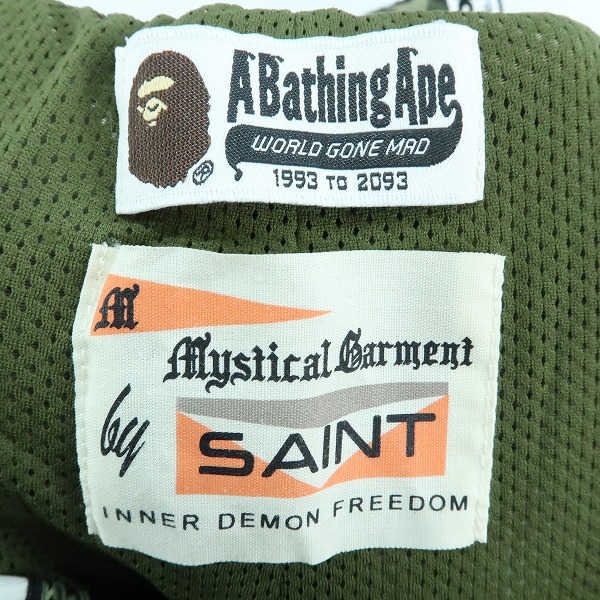 A Bathing Ape
WORLD GONE MAD
1993 TO 2093
M
Mystical Garment
by SAINT
INNER DEMON FREEDOM